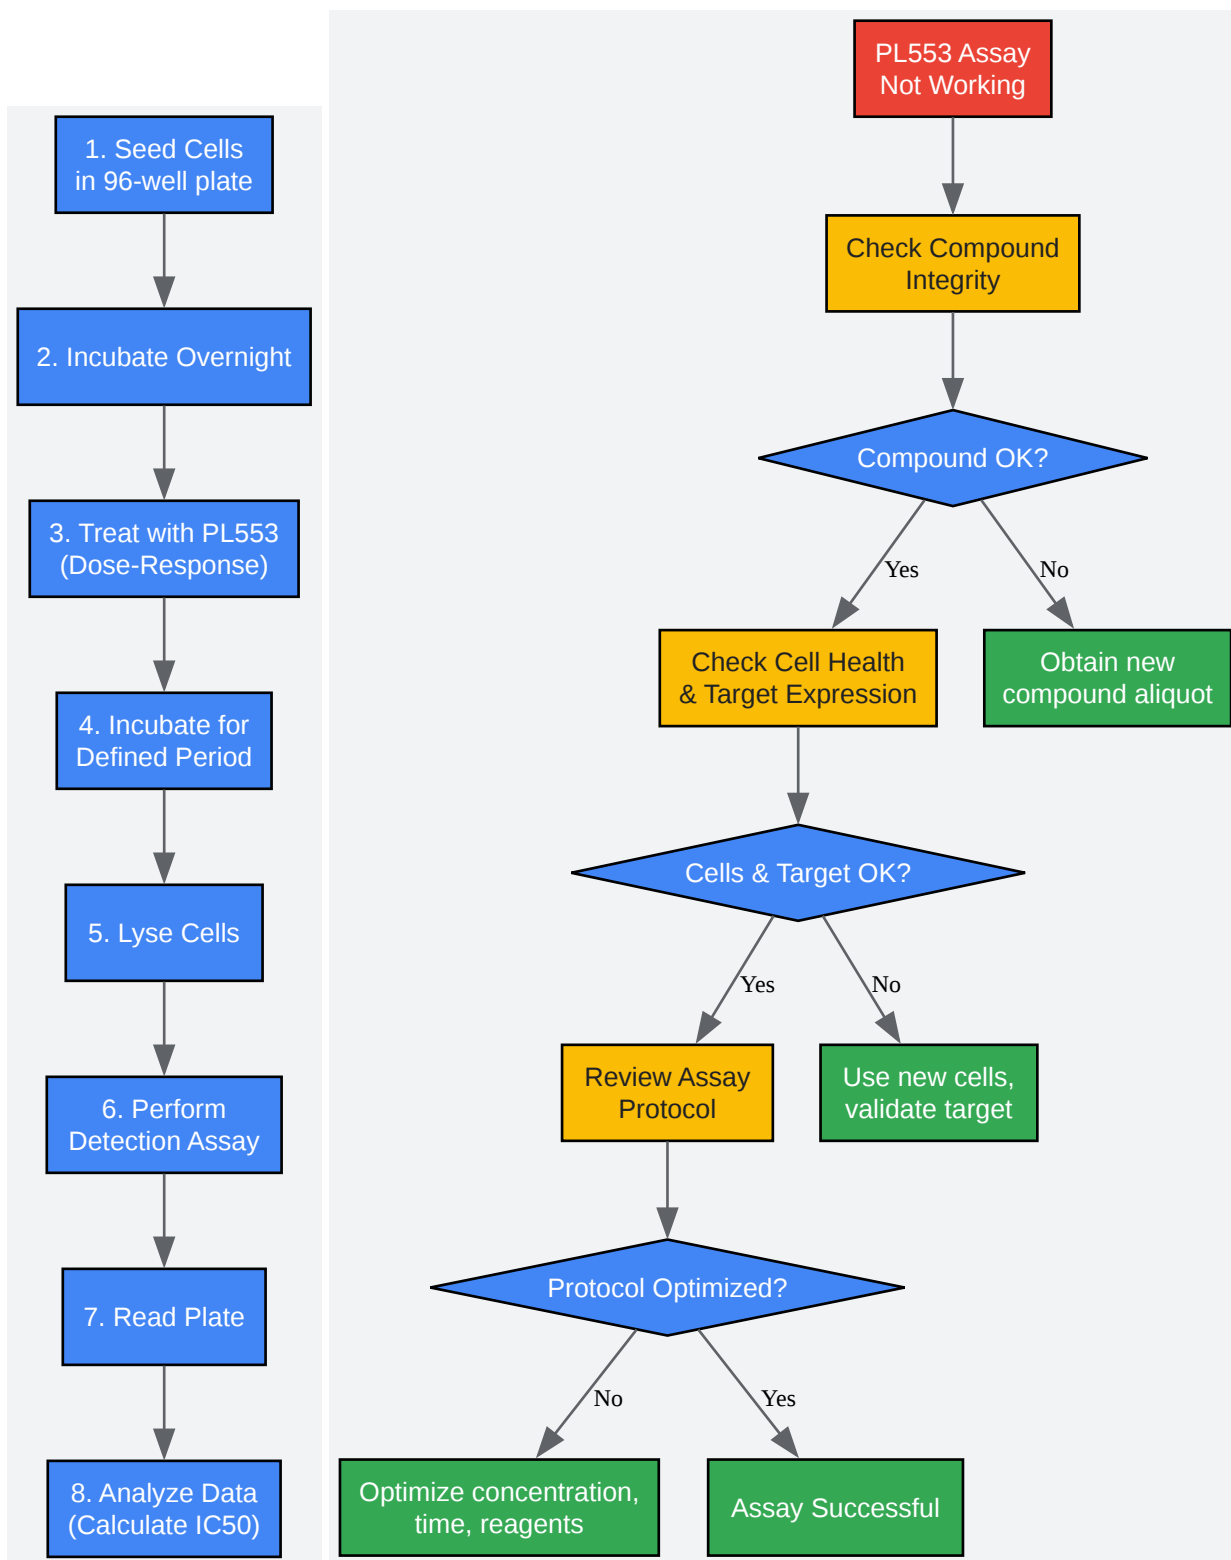 1. Seed Cells
in 96-well plate
2. Incubate Overnight
3. Treat with PL553
(Dose-Response)
4. Incubate for
Defined Period
5. Lyse Cells
6. Perform
Detection Assay
7. Read Plate
8. Analyze Data
(Calculate IC50)
PL553 Assay
Not Working
Check Compound
Integrity
Compound OK?
Yes
No
Check Cell Health
& Target Expression
Obtain new
compound aliquot
Cells & Target OK?
Yes
No
Review Assay
Protocol
Use new cells,
validate target
Protocol Optimized?
No
Yes
Optimize concentration,
time, reagents
Assay Successful